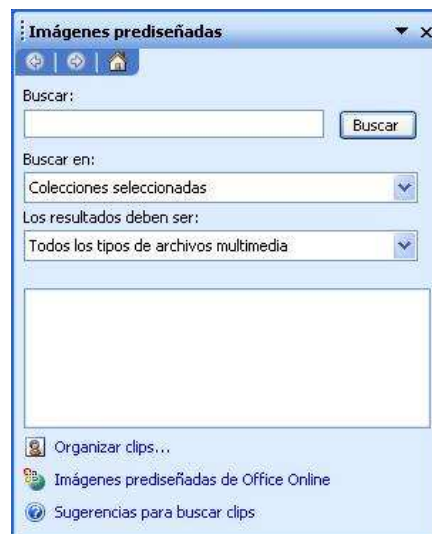 Imágenes prediseñadas
Buscar:
Buscar
Buscar en:
Colecciones seleccionadas
Los resultados deben ser:
Todos los tipos de archivos multimedia
Organizar clips...
Imágenes prediseñadas de Office Online
Sugerencias para buscar clips